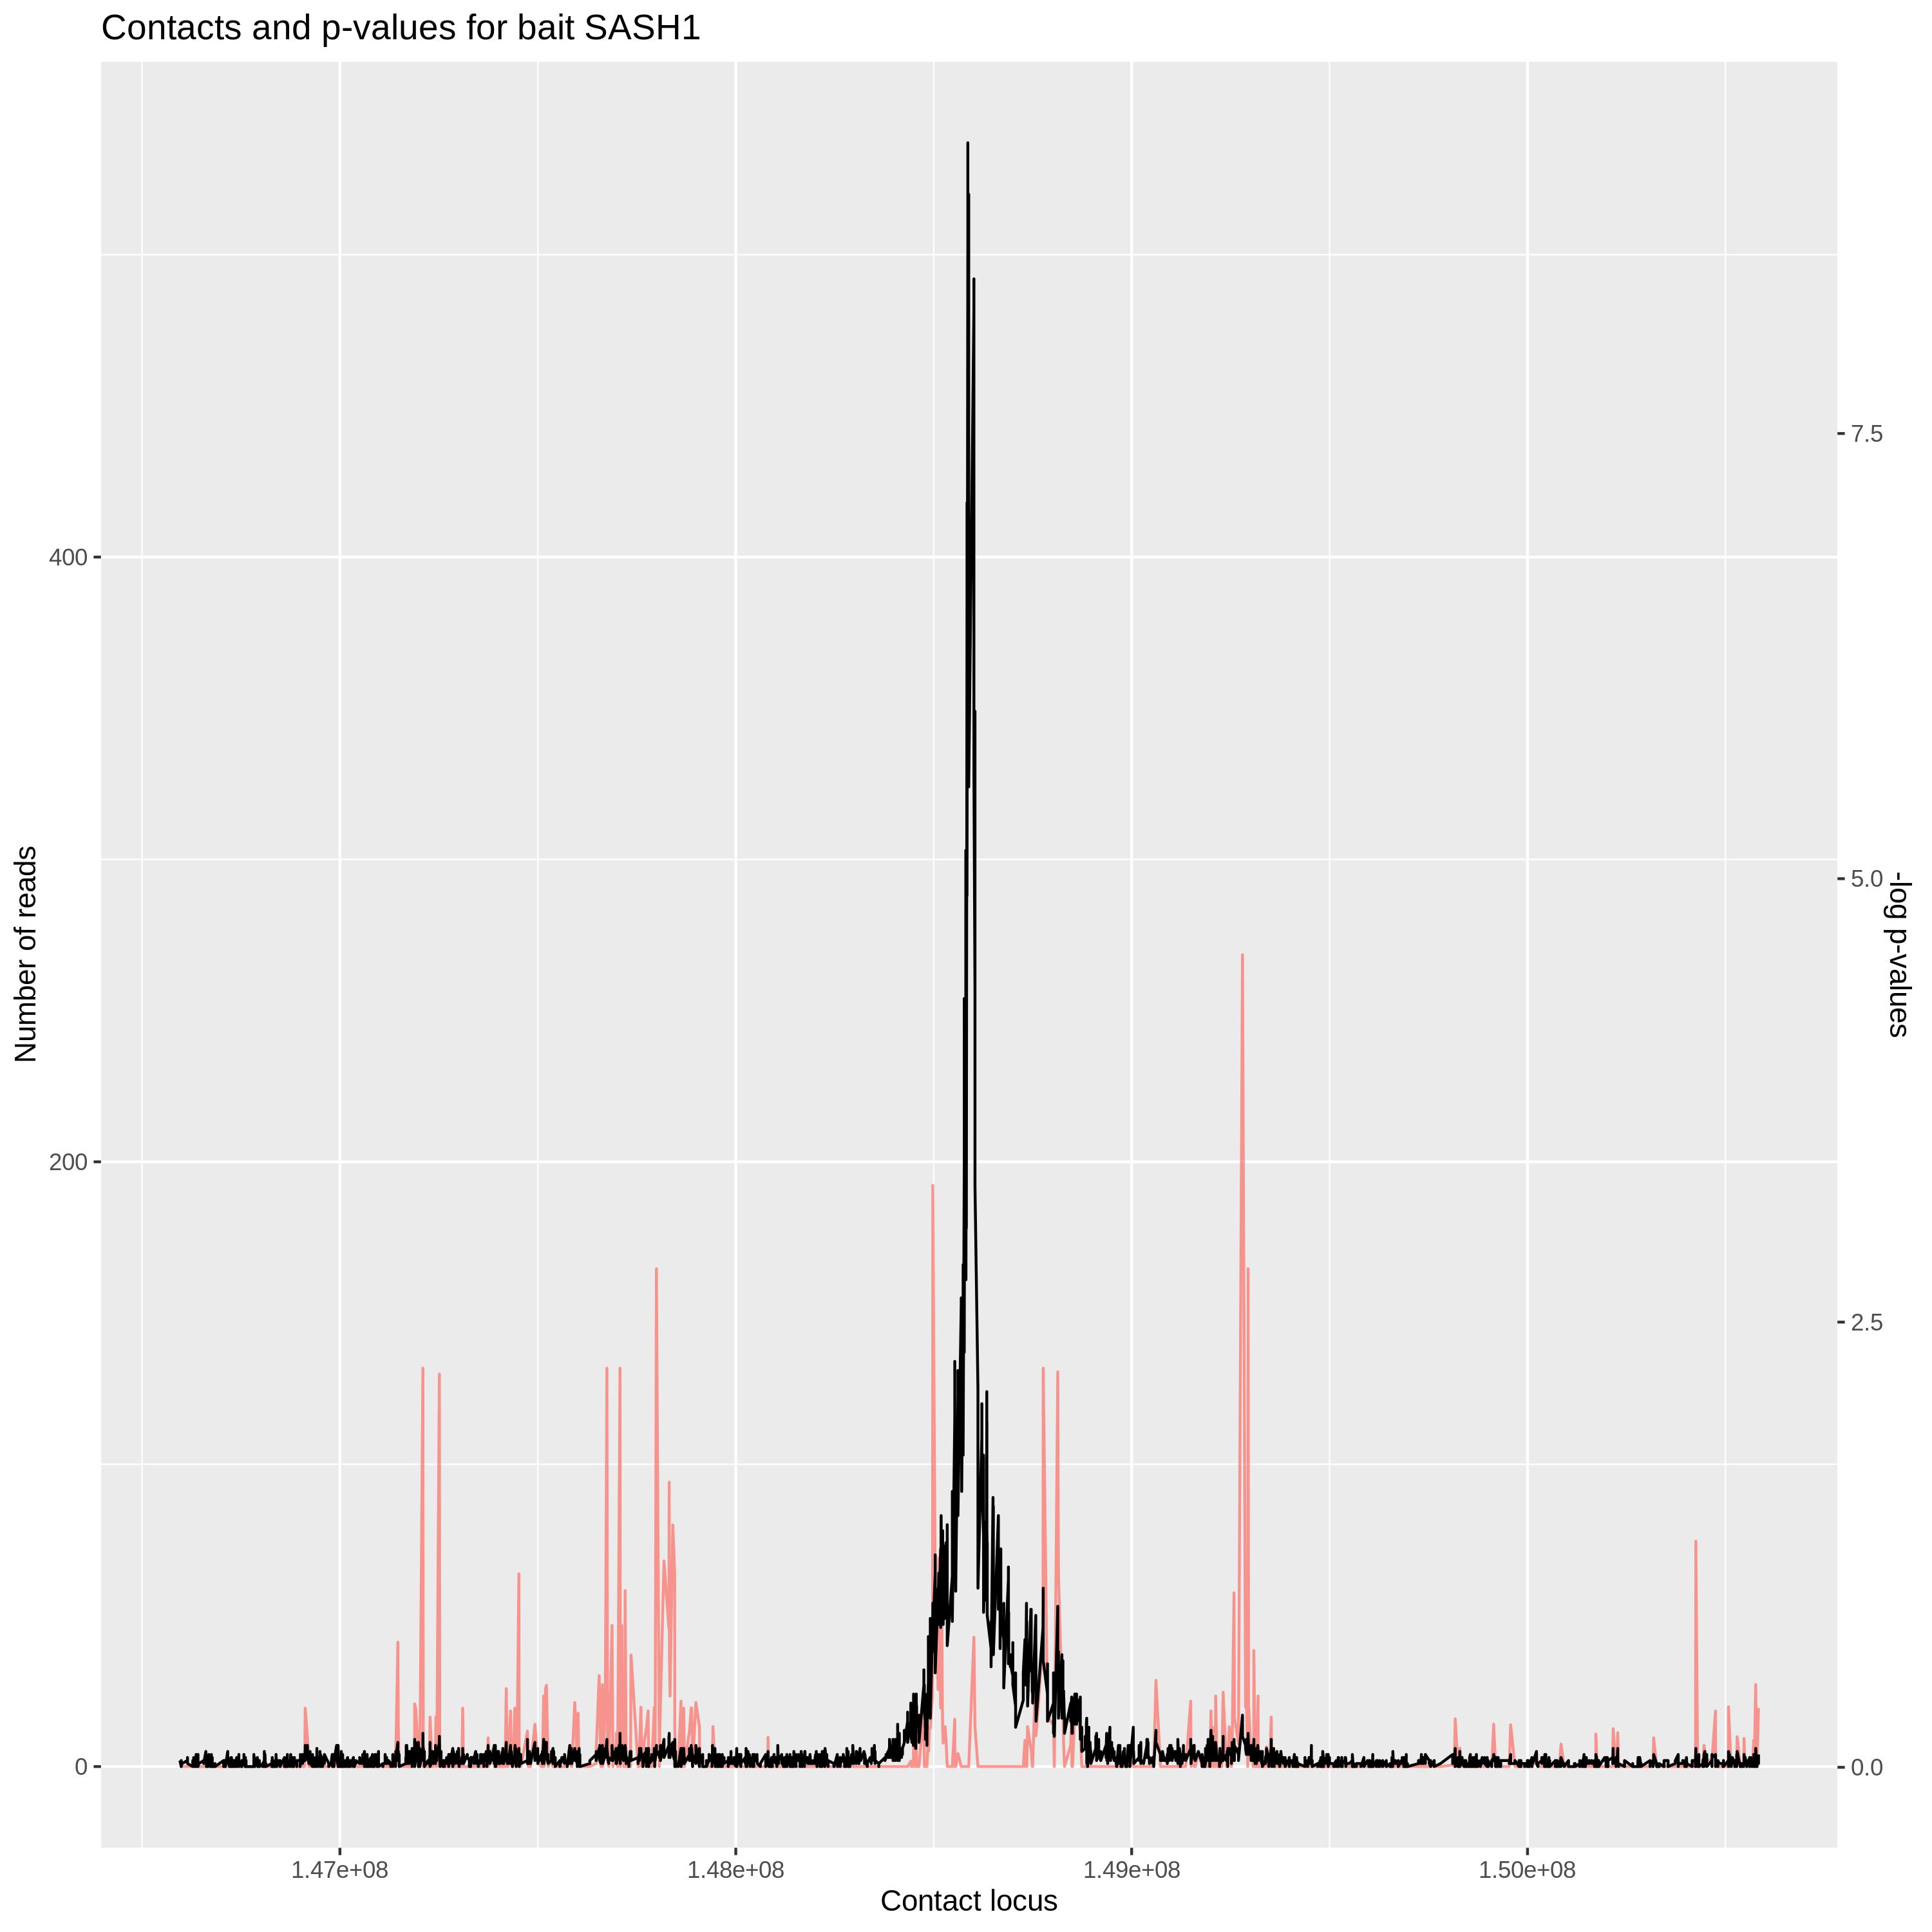 Contacts and p-values for bait SASH1
Number of reads
400
200
0
7.5
5.0
2.5
0.0
-log p-values
1.47e+08
1.48e+08
1.49e+08
1.50e+08
Contact locus